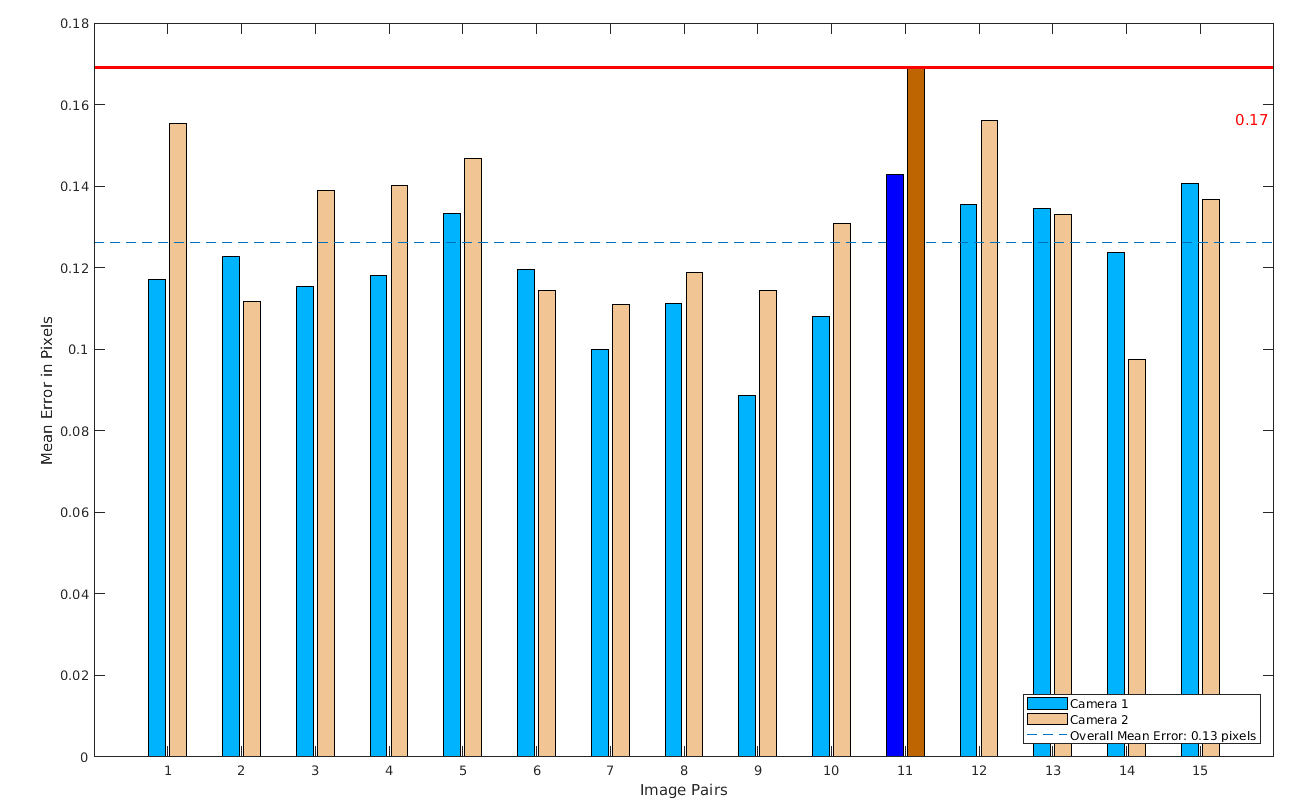 0.18
0.16
0.14
0.12
0.1
0.08
0.06
0.04
0.02
0
Mean Error in Pixels
0.17
1 2 3 4 5 6 7 8 9 10 11 12 13 14 15
Image Pairs
Camera 1
Camera 2
Overall Mean Error: 0.13 pixels